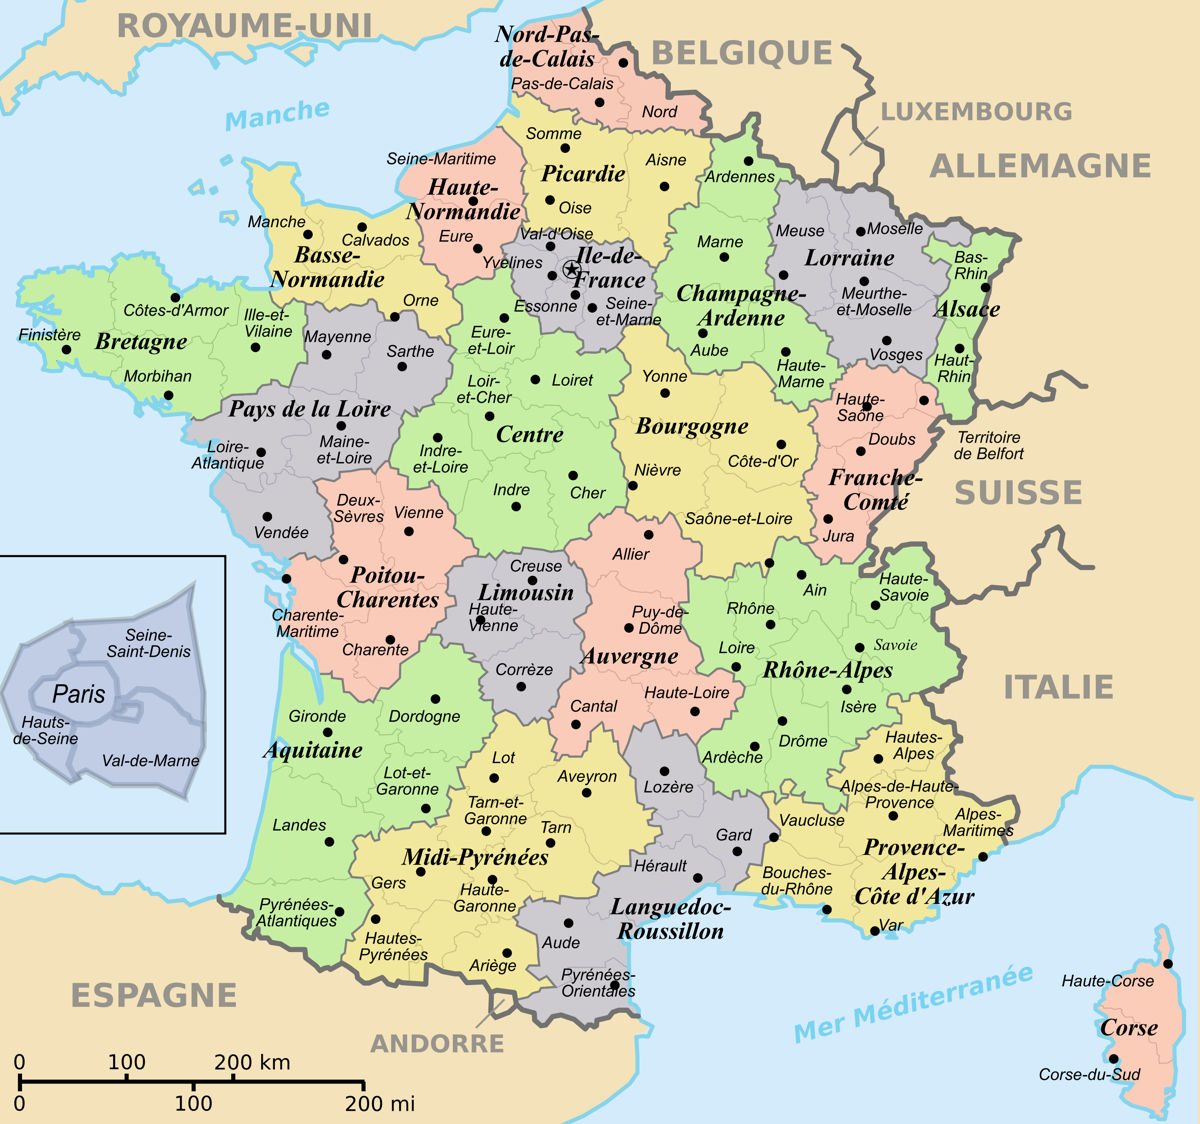 ROYAUME-UNI
Nord-Pas-
de-Calais
BELGIQUE
Pas-de-Calais
Nord
Manche
LUXEMBOURG
ALLEMAGNE
Somme
Picardie
Aisne
Oise
Ardennes
Seine-Maritime
Haute-
Normandie
Eure
Manche
Calvados
Basse-
Normandie
Orne
Val-d'Oise
Yvelines
Ile-de-
France
Essonne
Seine-
et-Marne
Marne
Champagne-
Ardenne
Aube
Haute-
Marne
Meuse
Moselle
Lorraine
Meurthe-
et-Moselle
Vosges
Bas-
Rhin
Alsace
Haut-
Rhin
Côtes-d'Armor
Finistère
Bretagne
Ille-et-
Vilaine
Morbihan
Mayenne
Sarthe
Pays de la Loire
Loire-
Atlantique
Maine-
et-Loire
Vendée
Eure-
et-Loir
Loir-
et-Cher
Loiret
Centre
Indre-
et-Loire
Indre
Cher
Yonne
Bourgogne
Côte-d'Or
Nièvre
Saône-et-Loire
Haute-
Saône
Doubs
Franche-
Comté
Jura
Territoire
de Belfort
SUISSE
Deux-
Sèvres
Vienne
Poitou-
Charentes
Charente-
Maritime
Charente
Creuse
Limousin
Haute-
Vienne
Corrèze
Allier
Puy-de-
Dôme
Auvergne
Cantal
Haute-Loire
Ain
Haute-
Savoie
Rhône
Loire
Savoie
Rhône-Alpes
Isère
Drôme
Ardèche
ITALIE
Seine-
Saint-Denis
Paris
Hauts-
de-Seine
Val-de-Marne
Gironde
Dordogne
Aquitaine
Lot-et-
Garonne
Landes
Pyrénées-
Atlantiques
Lot
Aveyron
Tarn-et-
Garonne
Tarn
Midi-Pyrénées
Gers
Haute-
Garonne
Hautes-
Pyrénées
Ariège
Lozère
Gard
Hérault
Languedoc-
Roussillon
Aude
Pyrénées-
Orientales
Hautes-
Alpes
Alpes-de-Haute-
Provence
Alpes-
Maritimes
Vaucluse
Provence-
Alpes-
Côte d'Azur
Bouches-
du-Rhône
Var
ESPAGNE
ANDORRE
Mer Méditerranée
Haute-Corse
Corse
Corse-du-Sud
0 100 200 km
0 100 200 mi